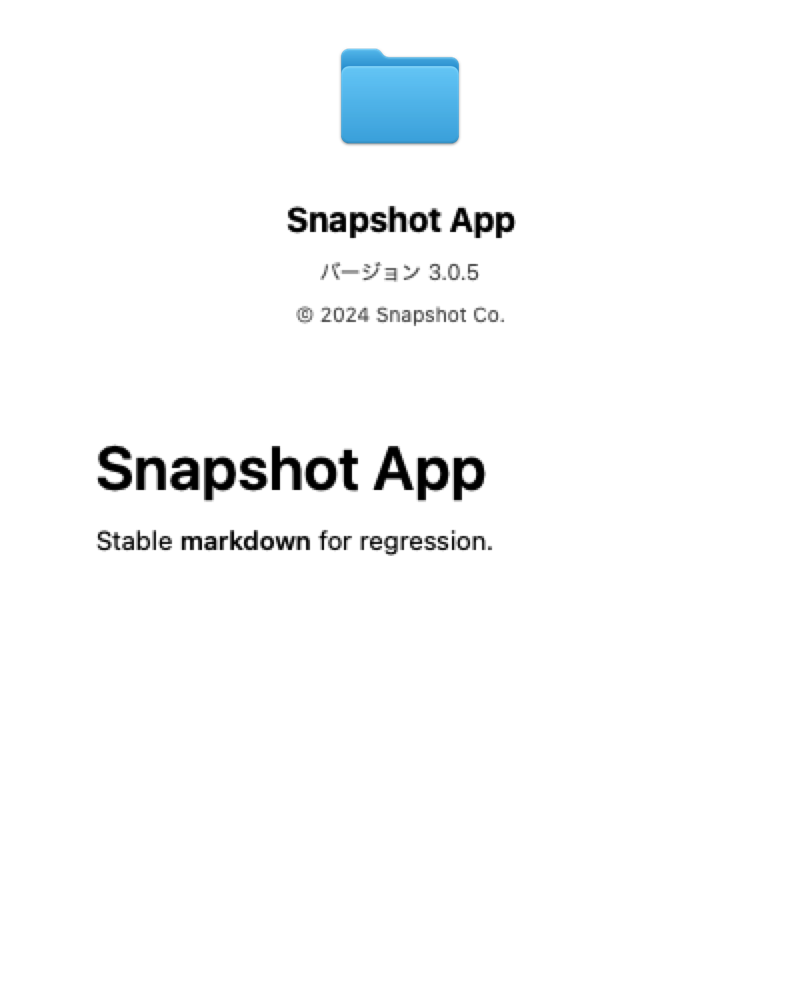 Snapshot App
バージョン 3.0.5
© 2024 Snapshot Co.
Snapshot App
Stable markdown for regression.